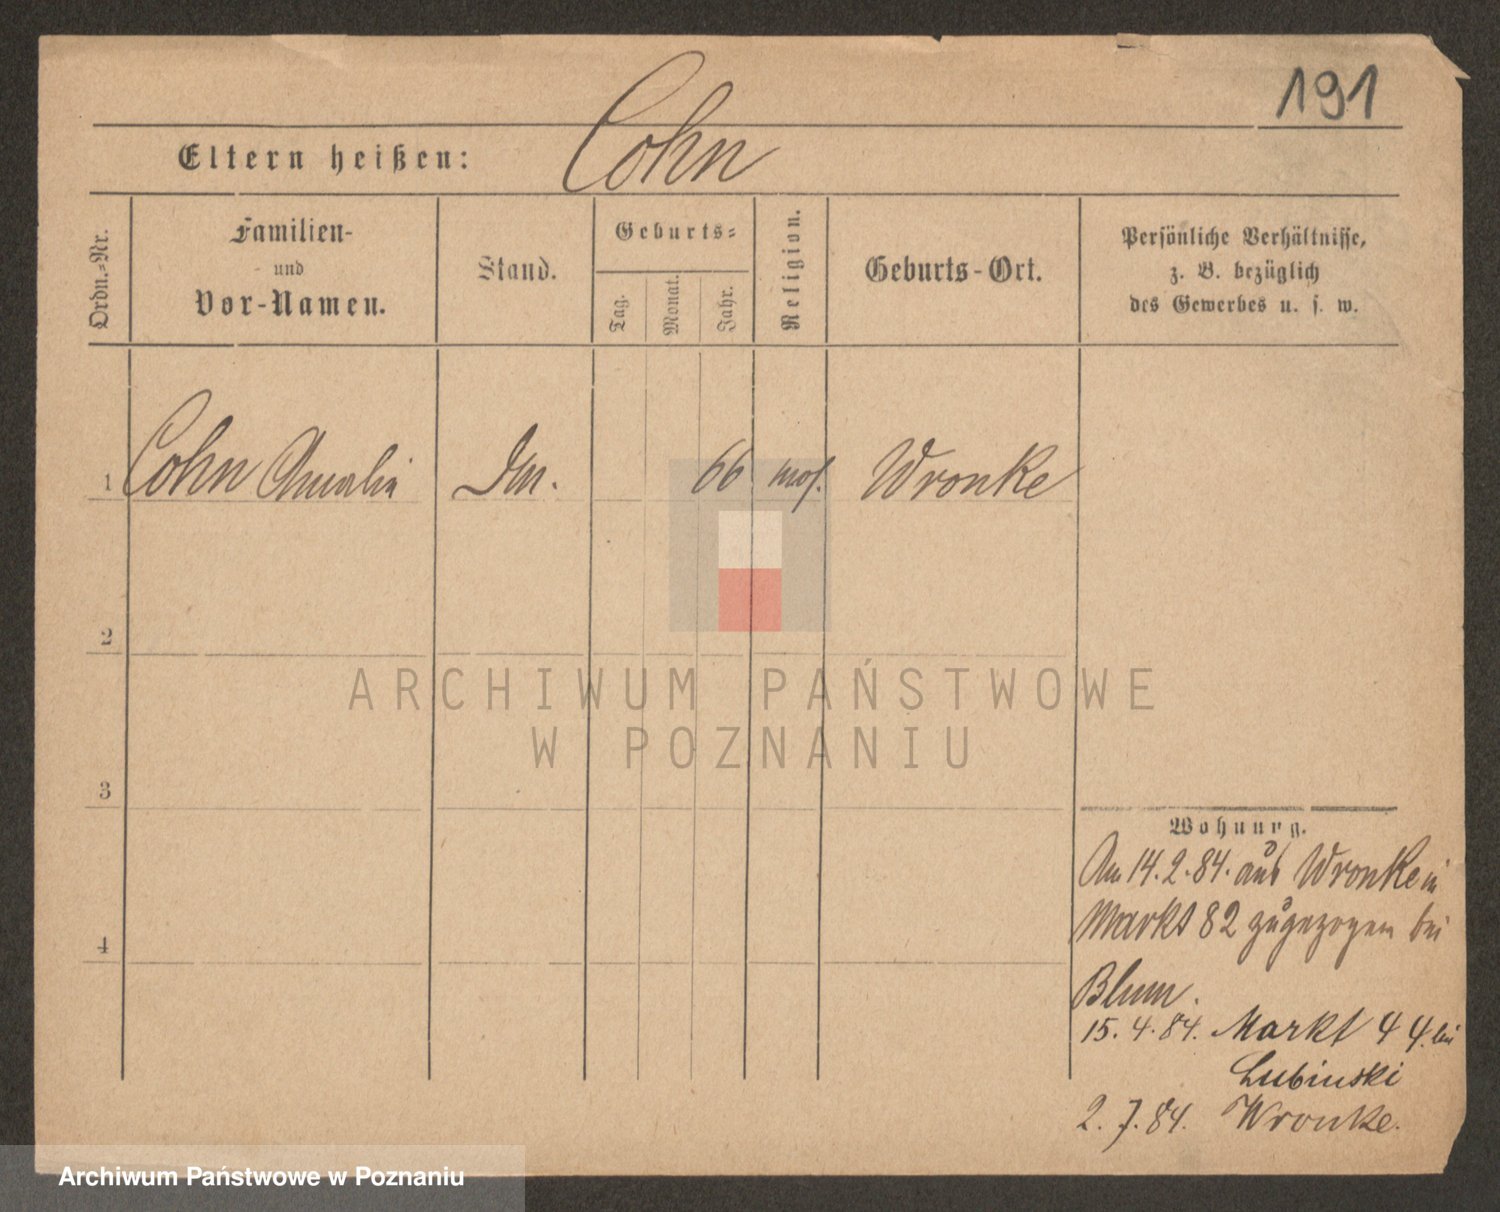 191
Eltern heißen: Cohn
Ordn.-Nr.
Familien-
und
Vor-Namen.
Stand.
Geburts-
Tag.
Monat.
Jahr.
Religion.
Geburts-Ort.
Persönliche Verhältnisse,
z. B. bezüglich
des Gewerbes u. s. w.
1 Cohn Amalie 66 mos. Wronke
2
3
4
Wohnung.
Am 14.2.84. aus Wronke in
Markt 82 zugezogen bei
Blum.
15.4.84. Markt 44 bei
Lubinski
2.7.84. Wronke.
ARCHIWUM PAŃSTWOWE
W POZNANIU
Archiwum Państwowe w Poznaniu